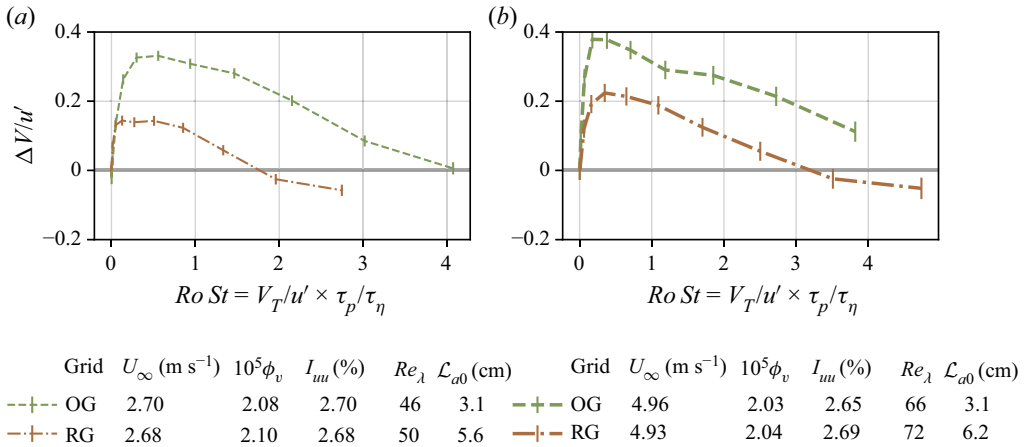 (a)
(b)
0.4
0.2
0
−0.2
ΔV/u′
0 1 2 3 4
Ro St = V_T/u′ × τ_p/τ_η
0.4
0.2
0
−0.2
0 1 2 3 4
Ro St = V_T/u′ × τ_p/τ_η
Grid U_∞ (m s⁻¹) 10⁵ϕ_v I_uu (%) Re_λ ℒ_a0 (cm)
OG 2.70 2.08 2.70 46 3.1
RG 2.68 2.10 2.68 50 5.6
Grid U_∞ (m s⁻¹) 10⁵ϕ_v I_uu (%) Re_λ ℒ_a0 (cm)
OG 4.96 2.03 2.65 66 3.1
RG 4.93 2.04 2.69 72 6.2